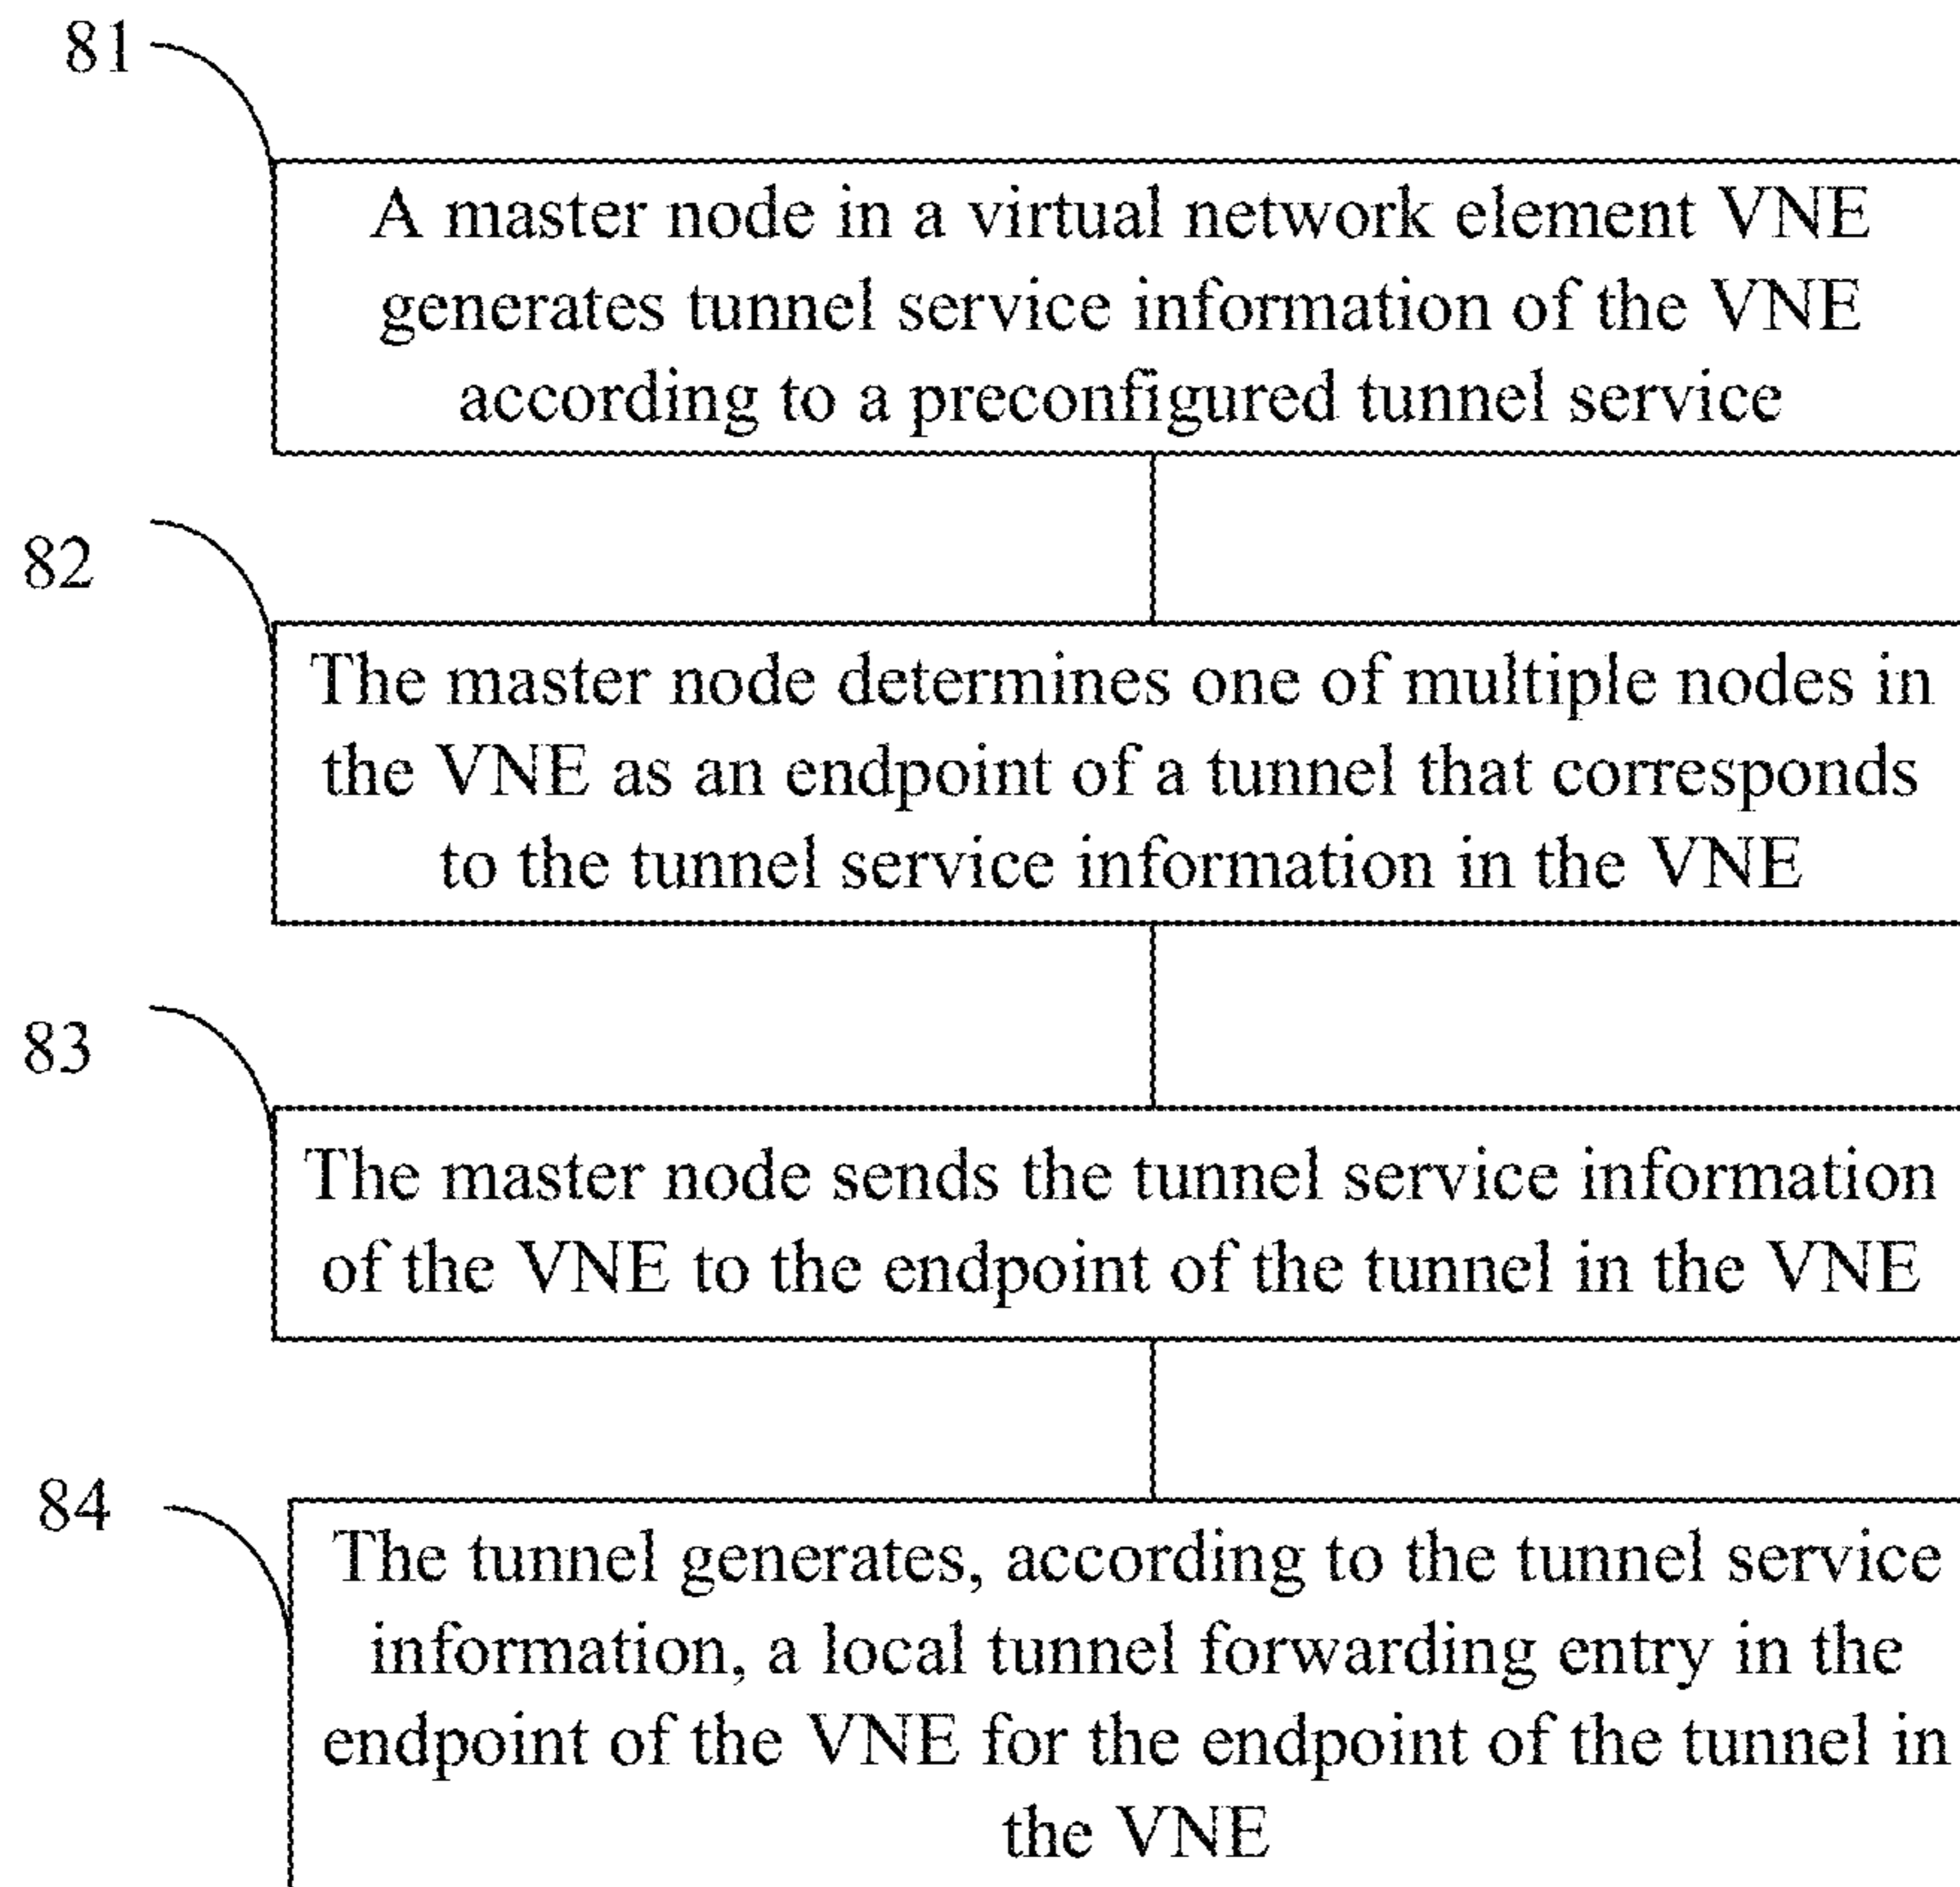 81
A master node in a virtual network element VNE
generates tunnel service information of the VNE
according to a preconfigured tunnel service
82
The master node determines one of multiple nodes in
the VNE as an endpoint of a tunnel that corresponds
to the tunnel service information in the VNE
83
The master node sends the tunnel service information
of the VNE to the endpoint of the tunnel in the VNE
84
The tunnel generates, according to the tunnel service
information, a local tunnel forwarding entry in the
endpoint of the VNE for the endpoint of the tunnel in
the VNE